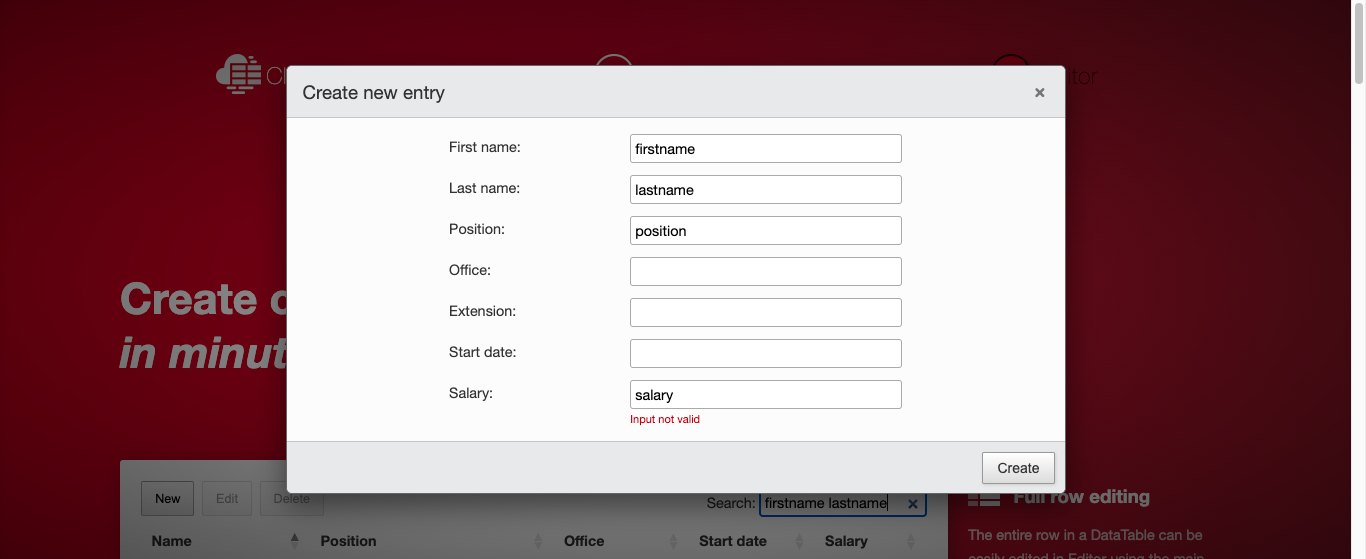 Create new entry
×
First name:
firstname
Last name:
lastname
Position:
position
Office:
Extension:
Start date:
Salary:
salary
Input not valid
Create
Create
in minut
New
Edit
Delete
Search:
firstname lastname
×
Full row editing
Name
Position
Office
Start date
Salary
The entire row in a DataTable can be
easily edited in Editor using the main